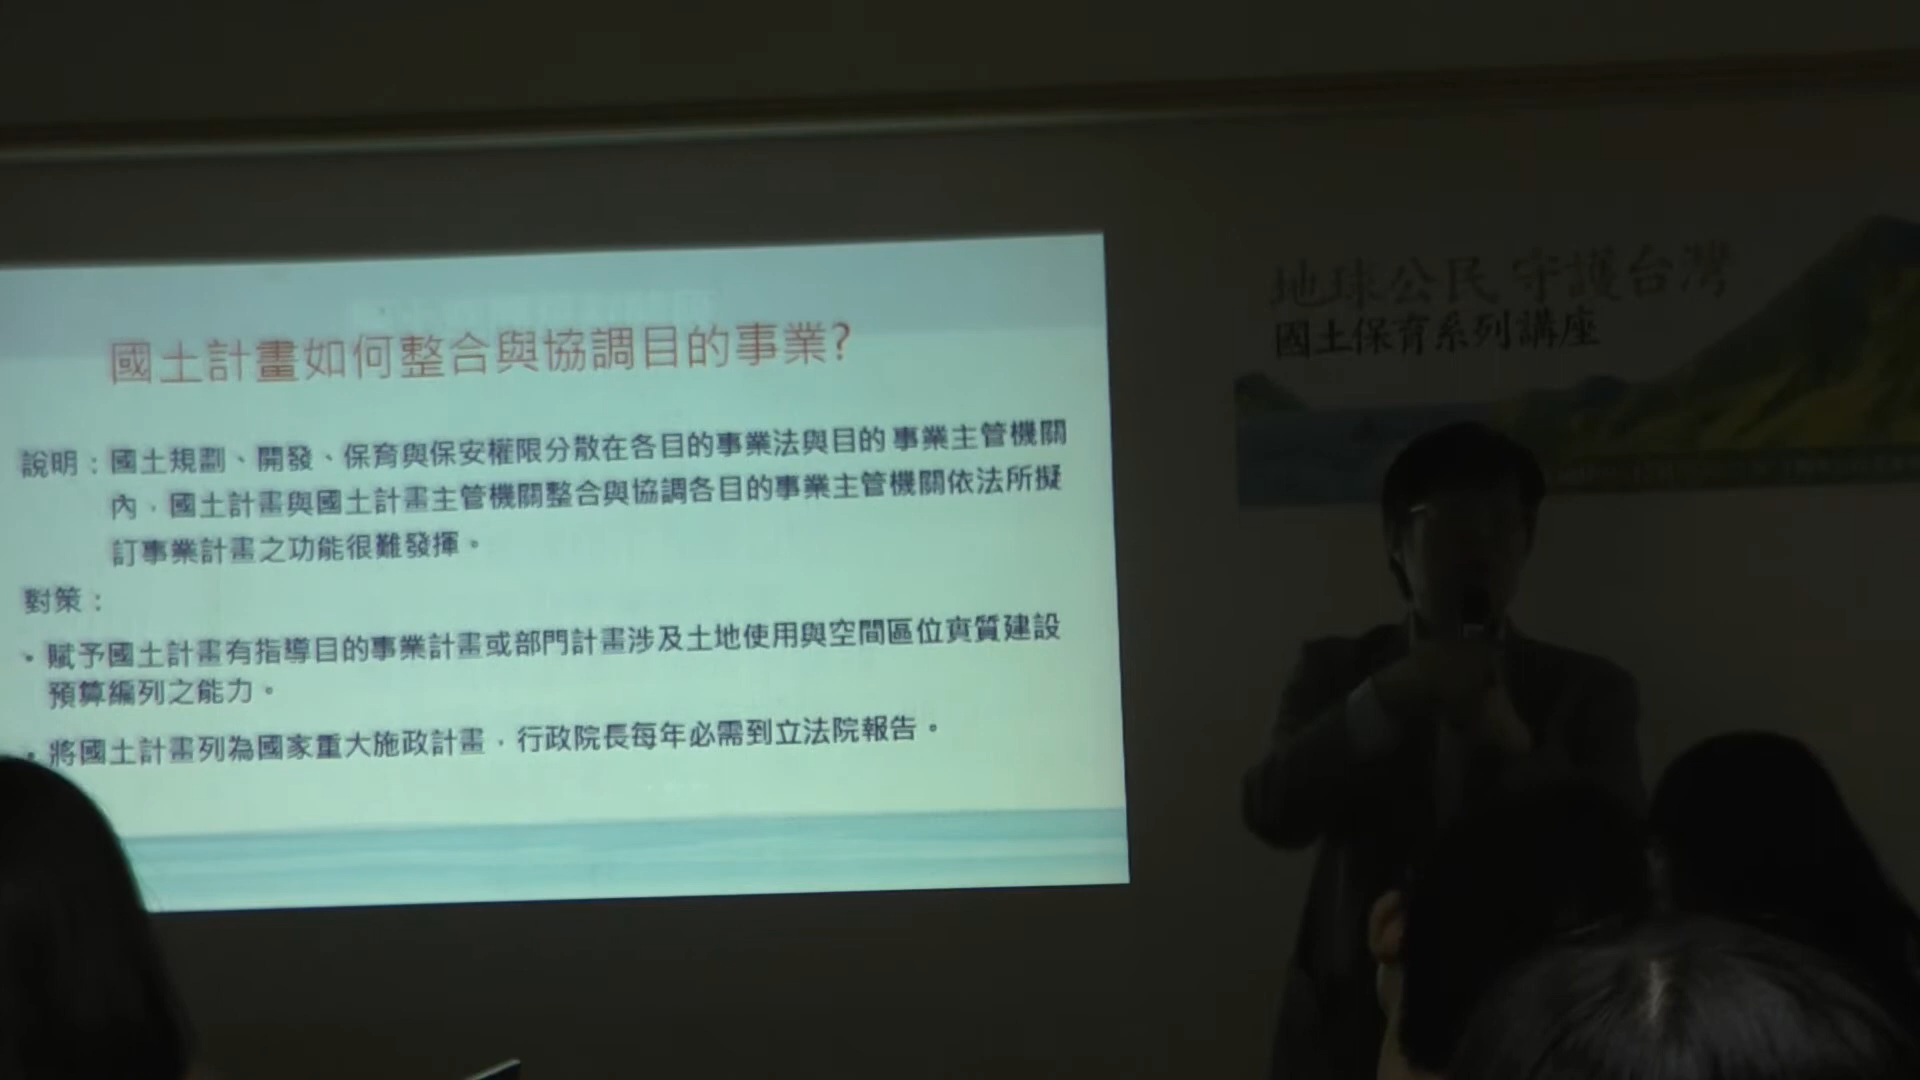 國土計畫如何整合與協調目的事業?
說明：國土規劃、開發、保育與保安權限分散在各目的事業法與目的 事業主管機關
內，國土計畫與國土計畫主管機關整合與協調各目的事業主管機關依法所擬
訂事業計畫之功能很難發揮。
對策：
• 賦予國土計畫有指導目的事業計畫或部門計畫涉及土地使用與空間區位實質建設
預算編列之能力。
• 將國土計畫列為國家重大施政計畫，行政院長每年必需到立法院報告。
地球公民 守護台灣
國土保育系列講座